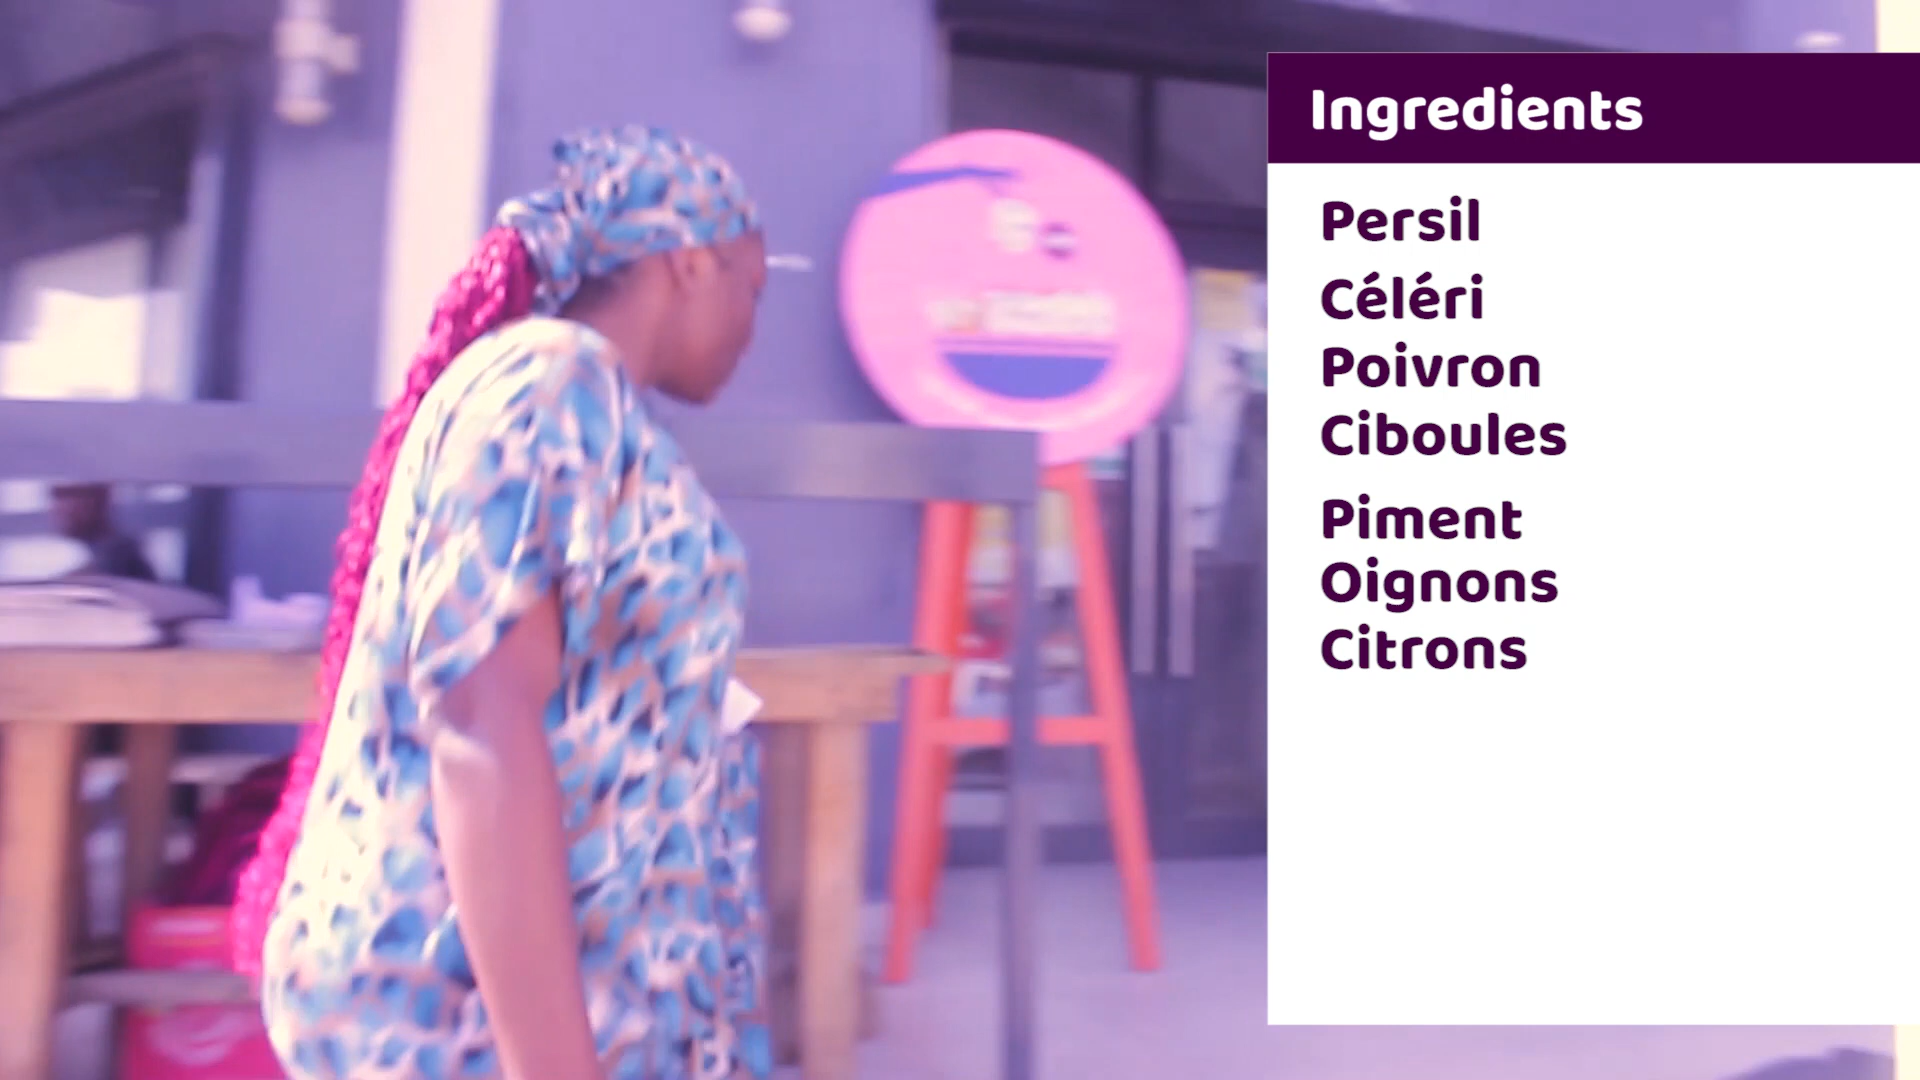 Ingredients
Persil
Céléri
Poivron
Ciboules
Piment
Oignons
Citrons